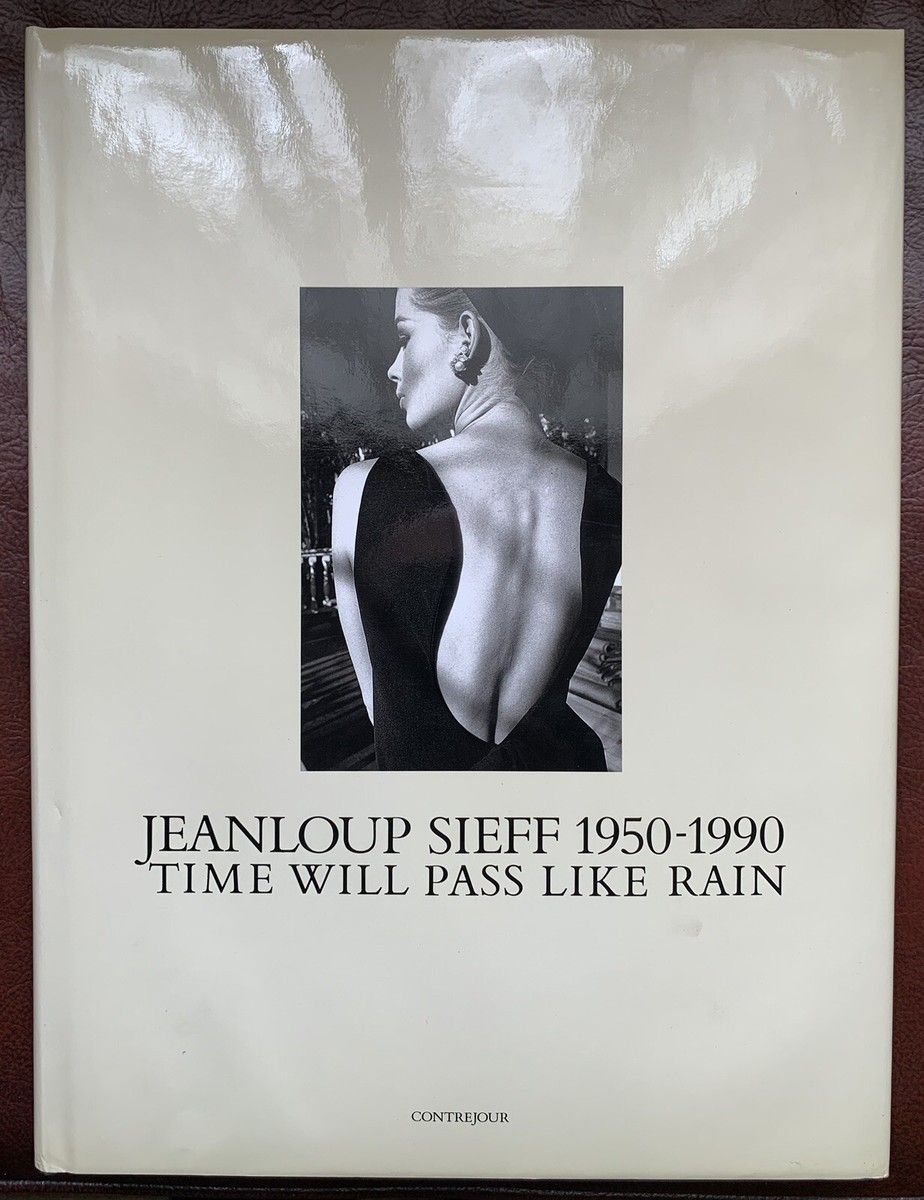 JEANLOUP SIEFF 1950-1990
TIME WILL PASS LIKE RAIN
CONTREJOUR